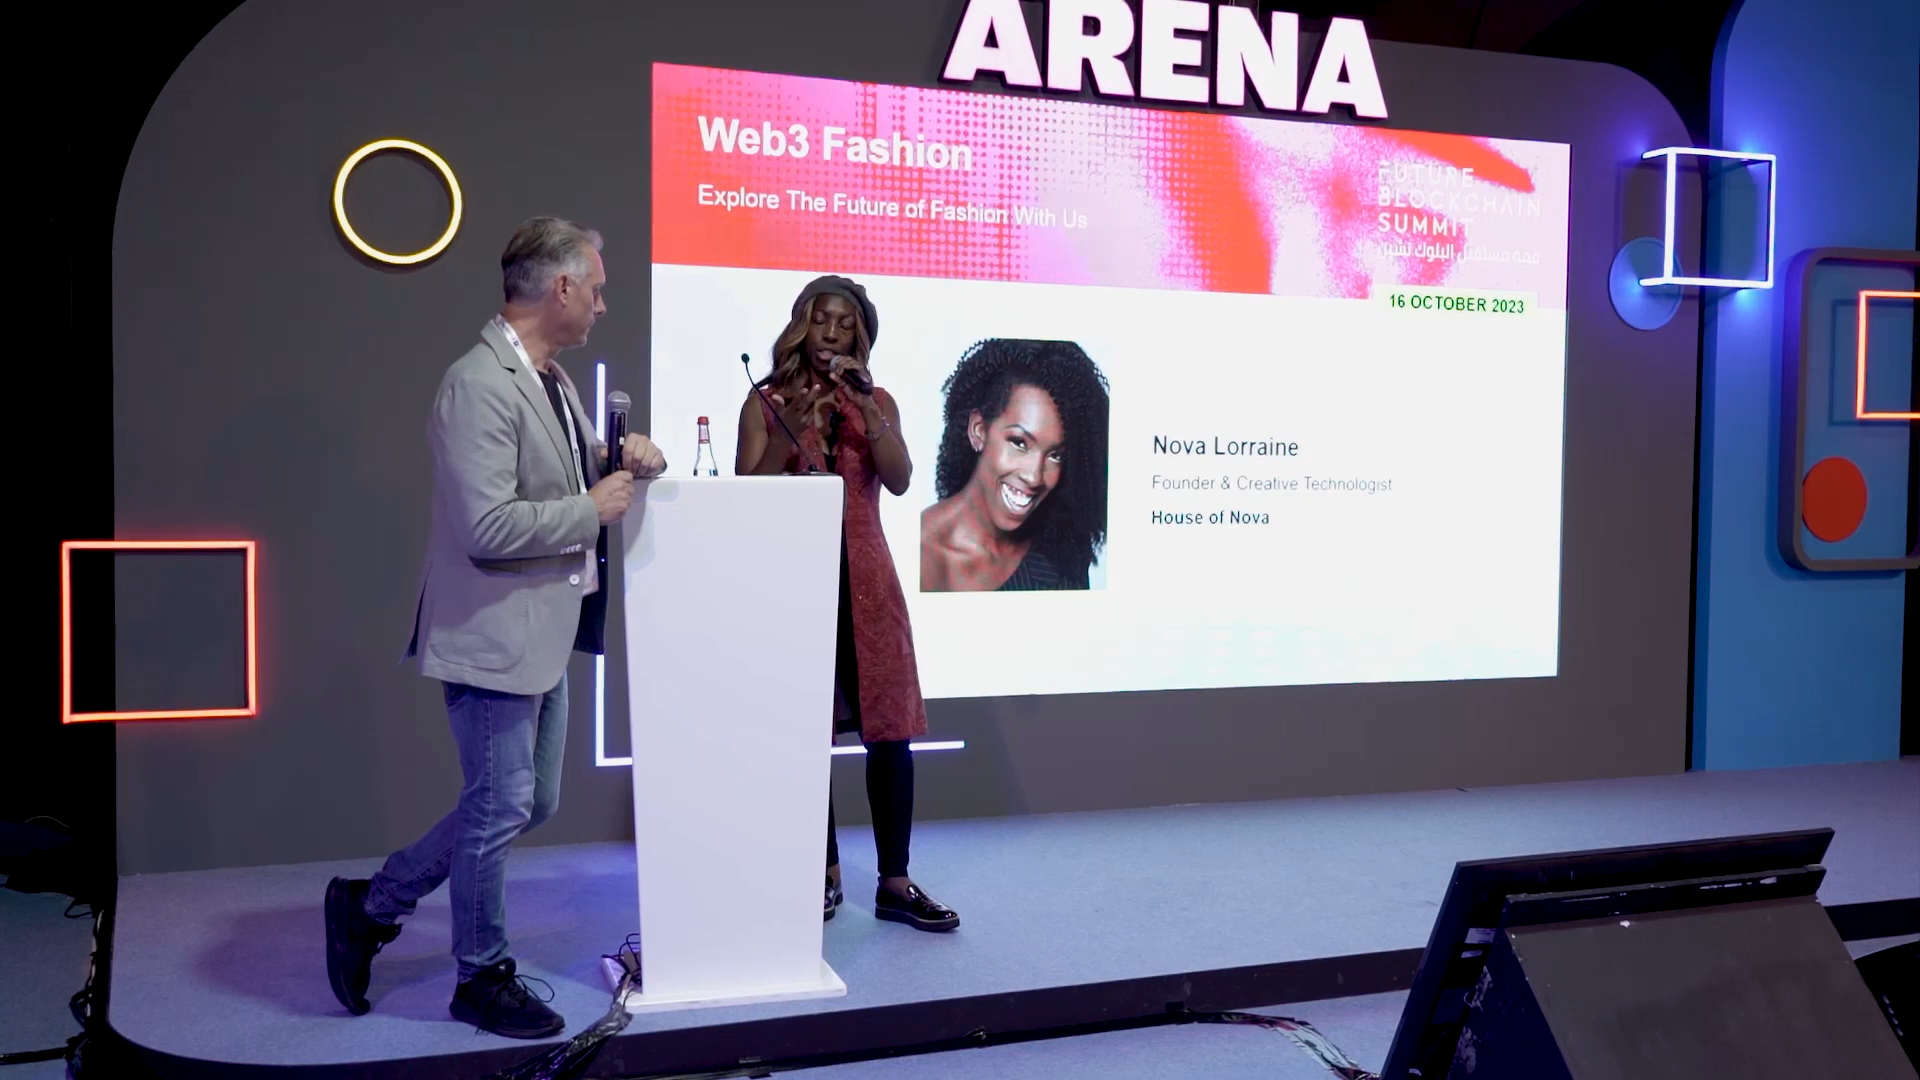 ARENA
Web3 Fashion
Explore The Future of Fashion With Us
FUTURE
BLOCKCHAIN
SUMMIT
قمة مستقبل البلوك تشين
16 OCTOBER 2023
Nova Lorraine
Founder & Creative Technologist
House of Nova